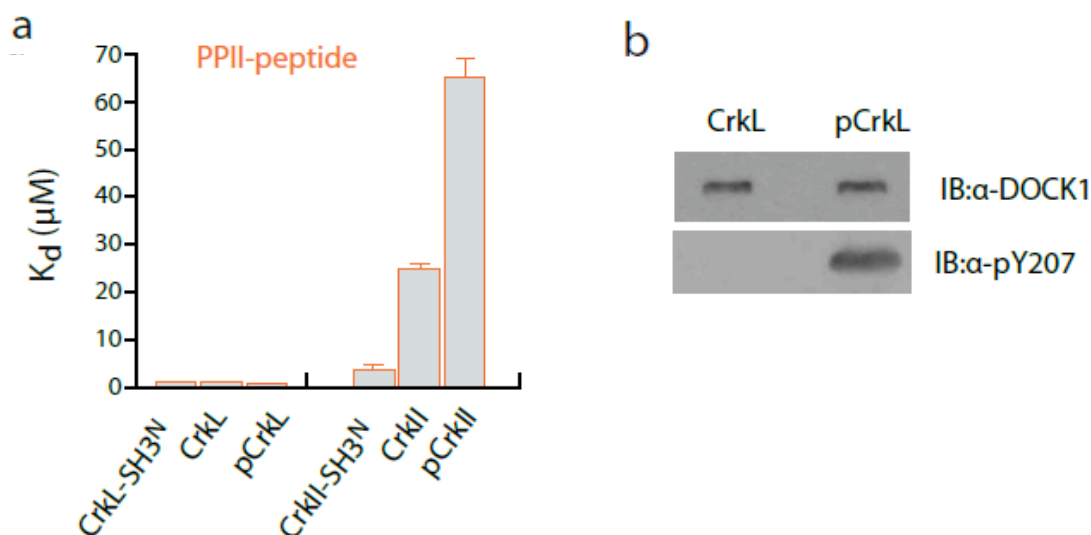 a
PPII-peptide
70
60
50
40
30
20
10
0
Kd (μM)
CrkL-SH3N
CrkL
pCrkL
CrkII-SH3N
CrkII
pCrkII
b
CrkL pCrkL
IB:α-DOCK1
IB:α-pY207